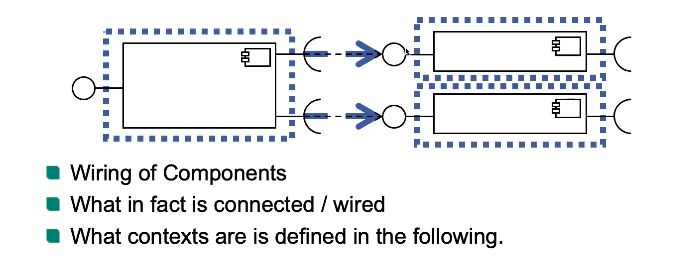 Wiring of Components
What in fact is connected / wired
What contexts are is defined in the following.